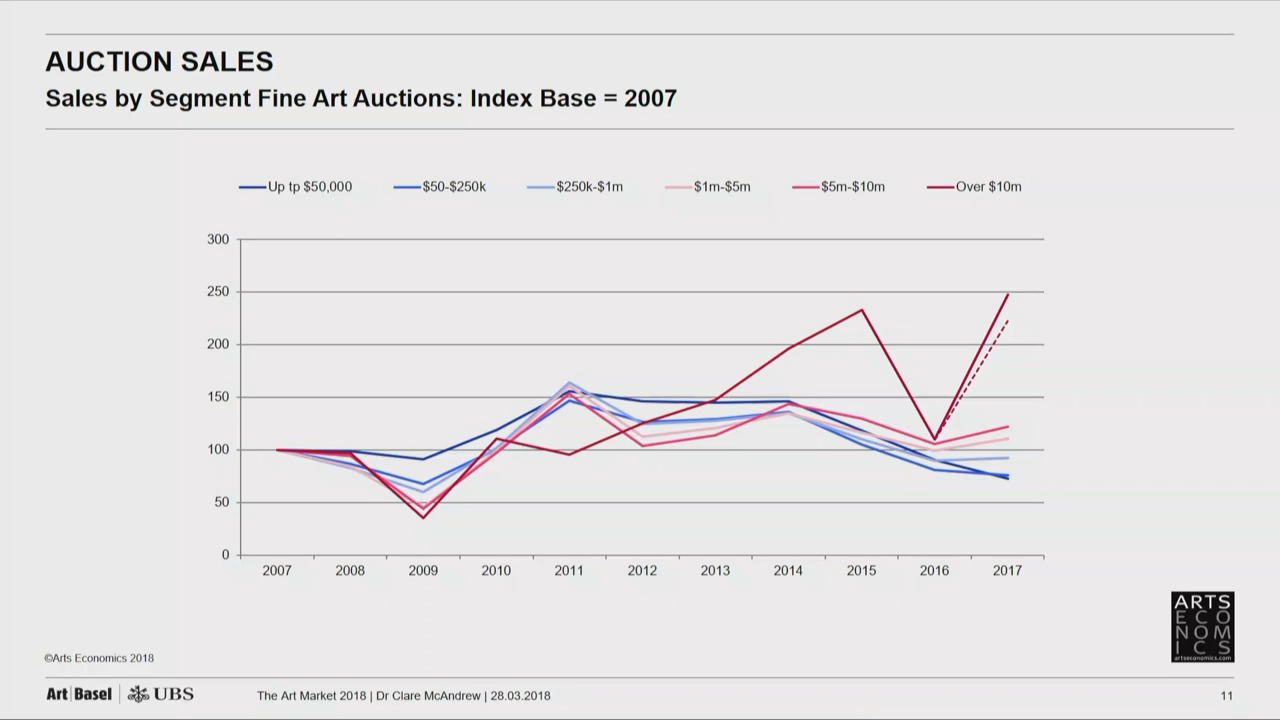 AUCTION SALES
Sales by Segment Fine Art Auctions: Index Base = 2007
Up tp $50,000 $50-$250k $250k-$1m $1m-$5m $5m-$10m Over $10m
300
250
200
150
100
50
0
2007 2008 2009 2010 2011 2012 2013 2014 2015 2016 2017
ARTS
ECO
NOM
ICS
artseconomics.com
©Arts Economics 2018
Art|Basel | UBS The Art Market 2018 | Dr Clare McAndrew | 28.03.2018 11